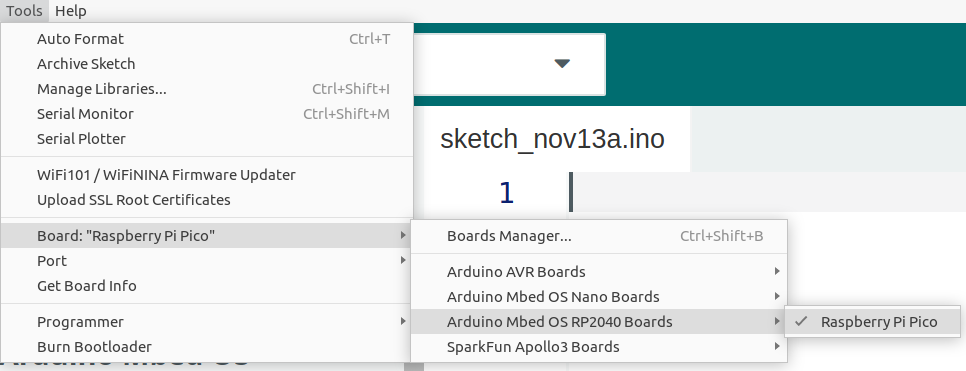 Tools Help
Auto Format Ctrl+T
Archive Sketch
Manage Libraries... Ctrl+Shift+I
Serial Monitor Ctrl+Shift+M
Serial Plotter
WiFi101 / WiFiNINA Firmware Updater
Upload SSL Root Certificates
Board: "Raspberry Pi Pico"
Port
Get Board Info
Programmer
Burn Bootloader
sketch_nov13a.ino
1
Boards Manager... Ctrl+Shift+B
Arduino AVR Boards
Arduino Mbed OS Nano Boards
Arduino Mbed OS RP2040 Boards
SparkFun Apollo3 Boards
Raspberry Pi Pico